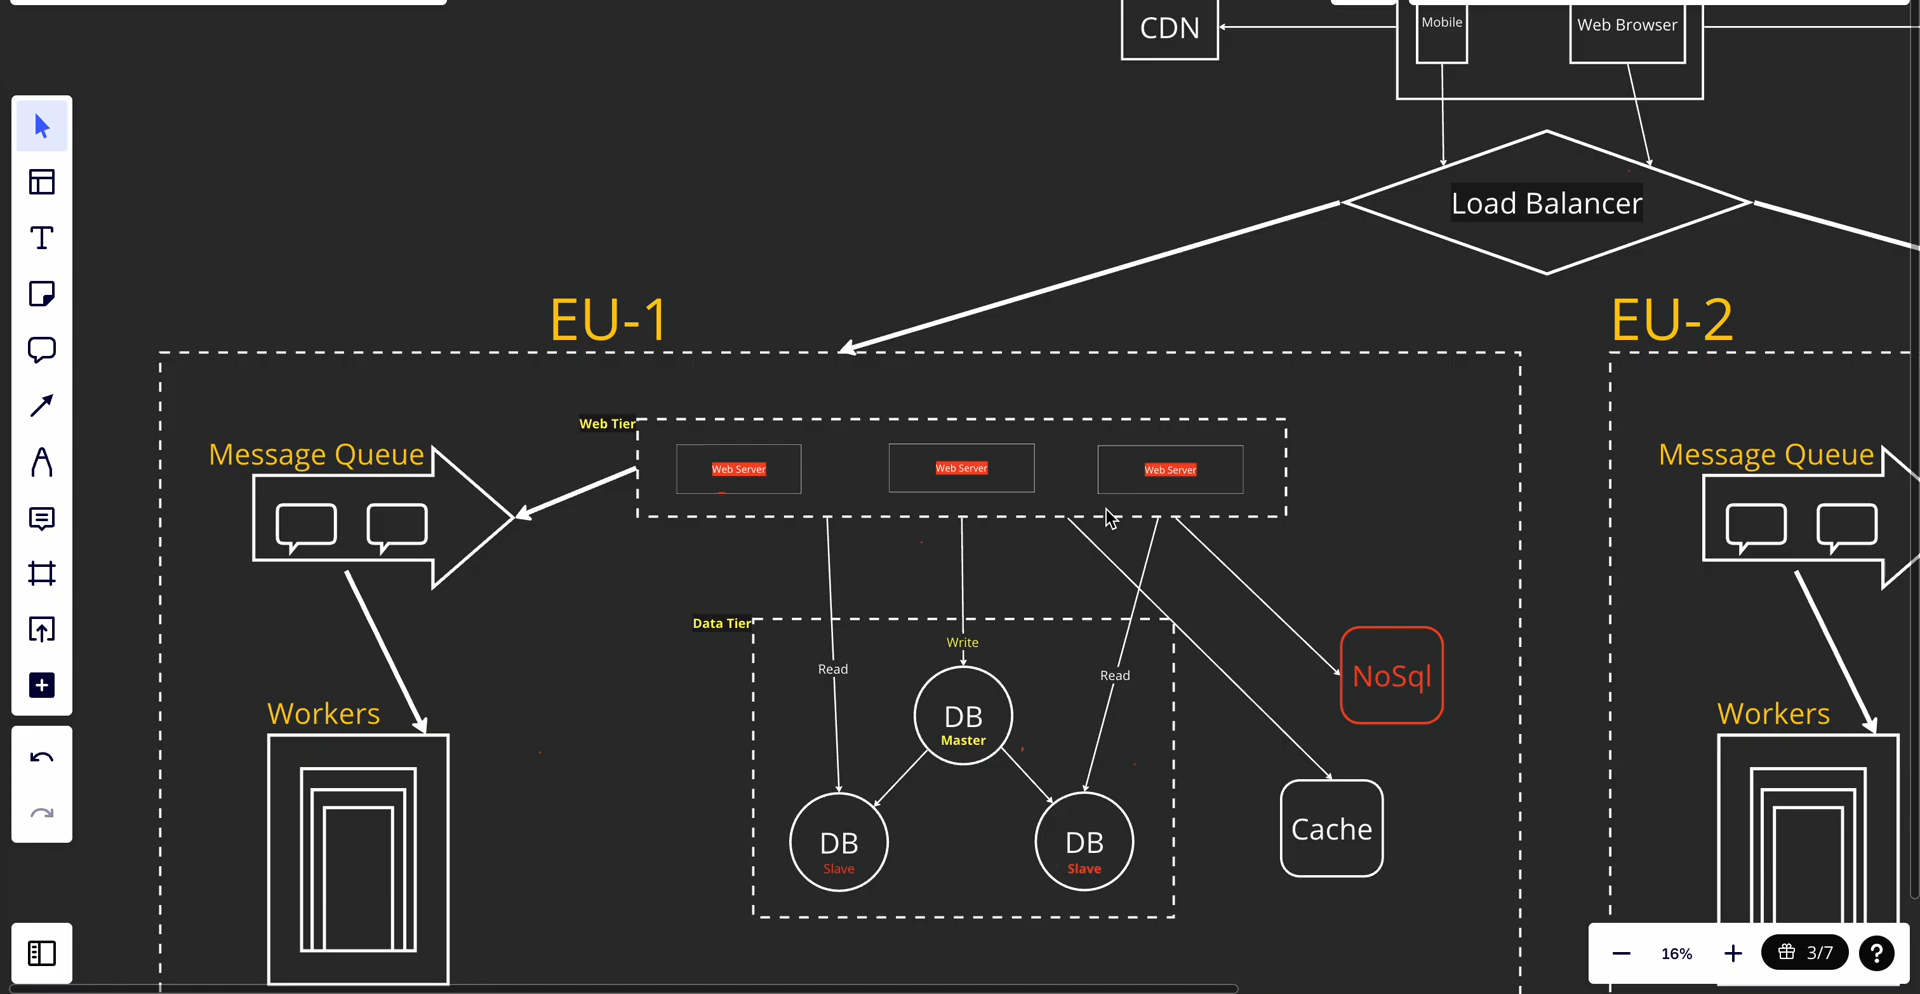 CDN
Mobile
Web Browser
Load Balancer
EU-1
EU-2
Web Tier
Message Queue
Web Server
Web Server
Web Server
Message Queue
Data Tier
Write
Read
Read
NoSql
Workers
DB
Master
Workers
Cache
DB
Slave
DB
Slave
16%
3/7
?